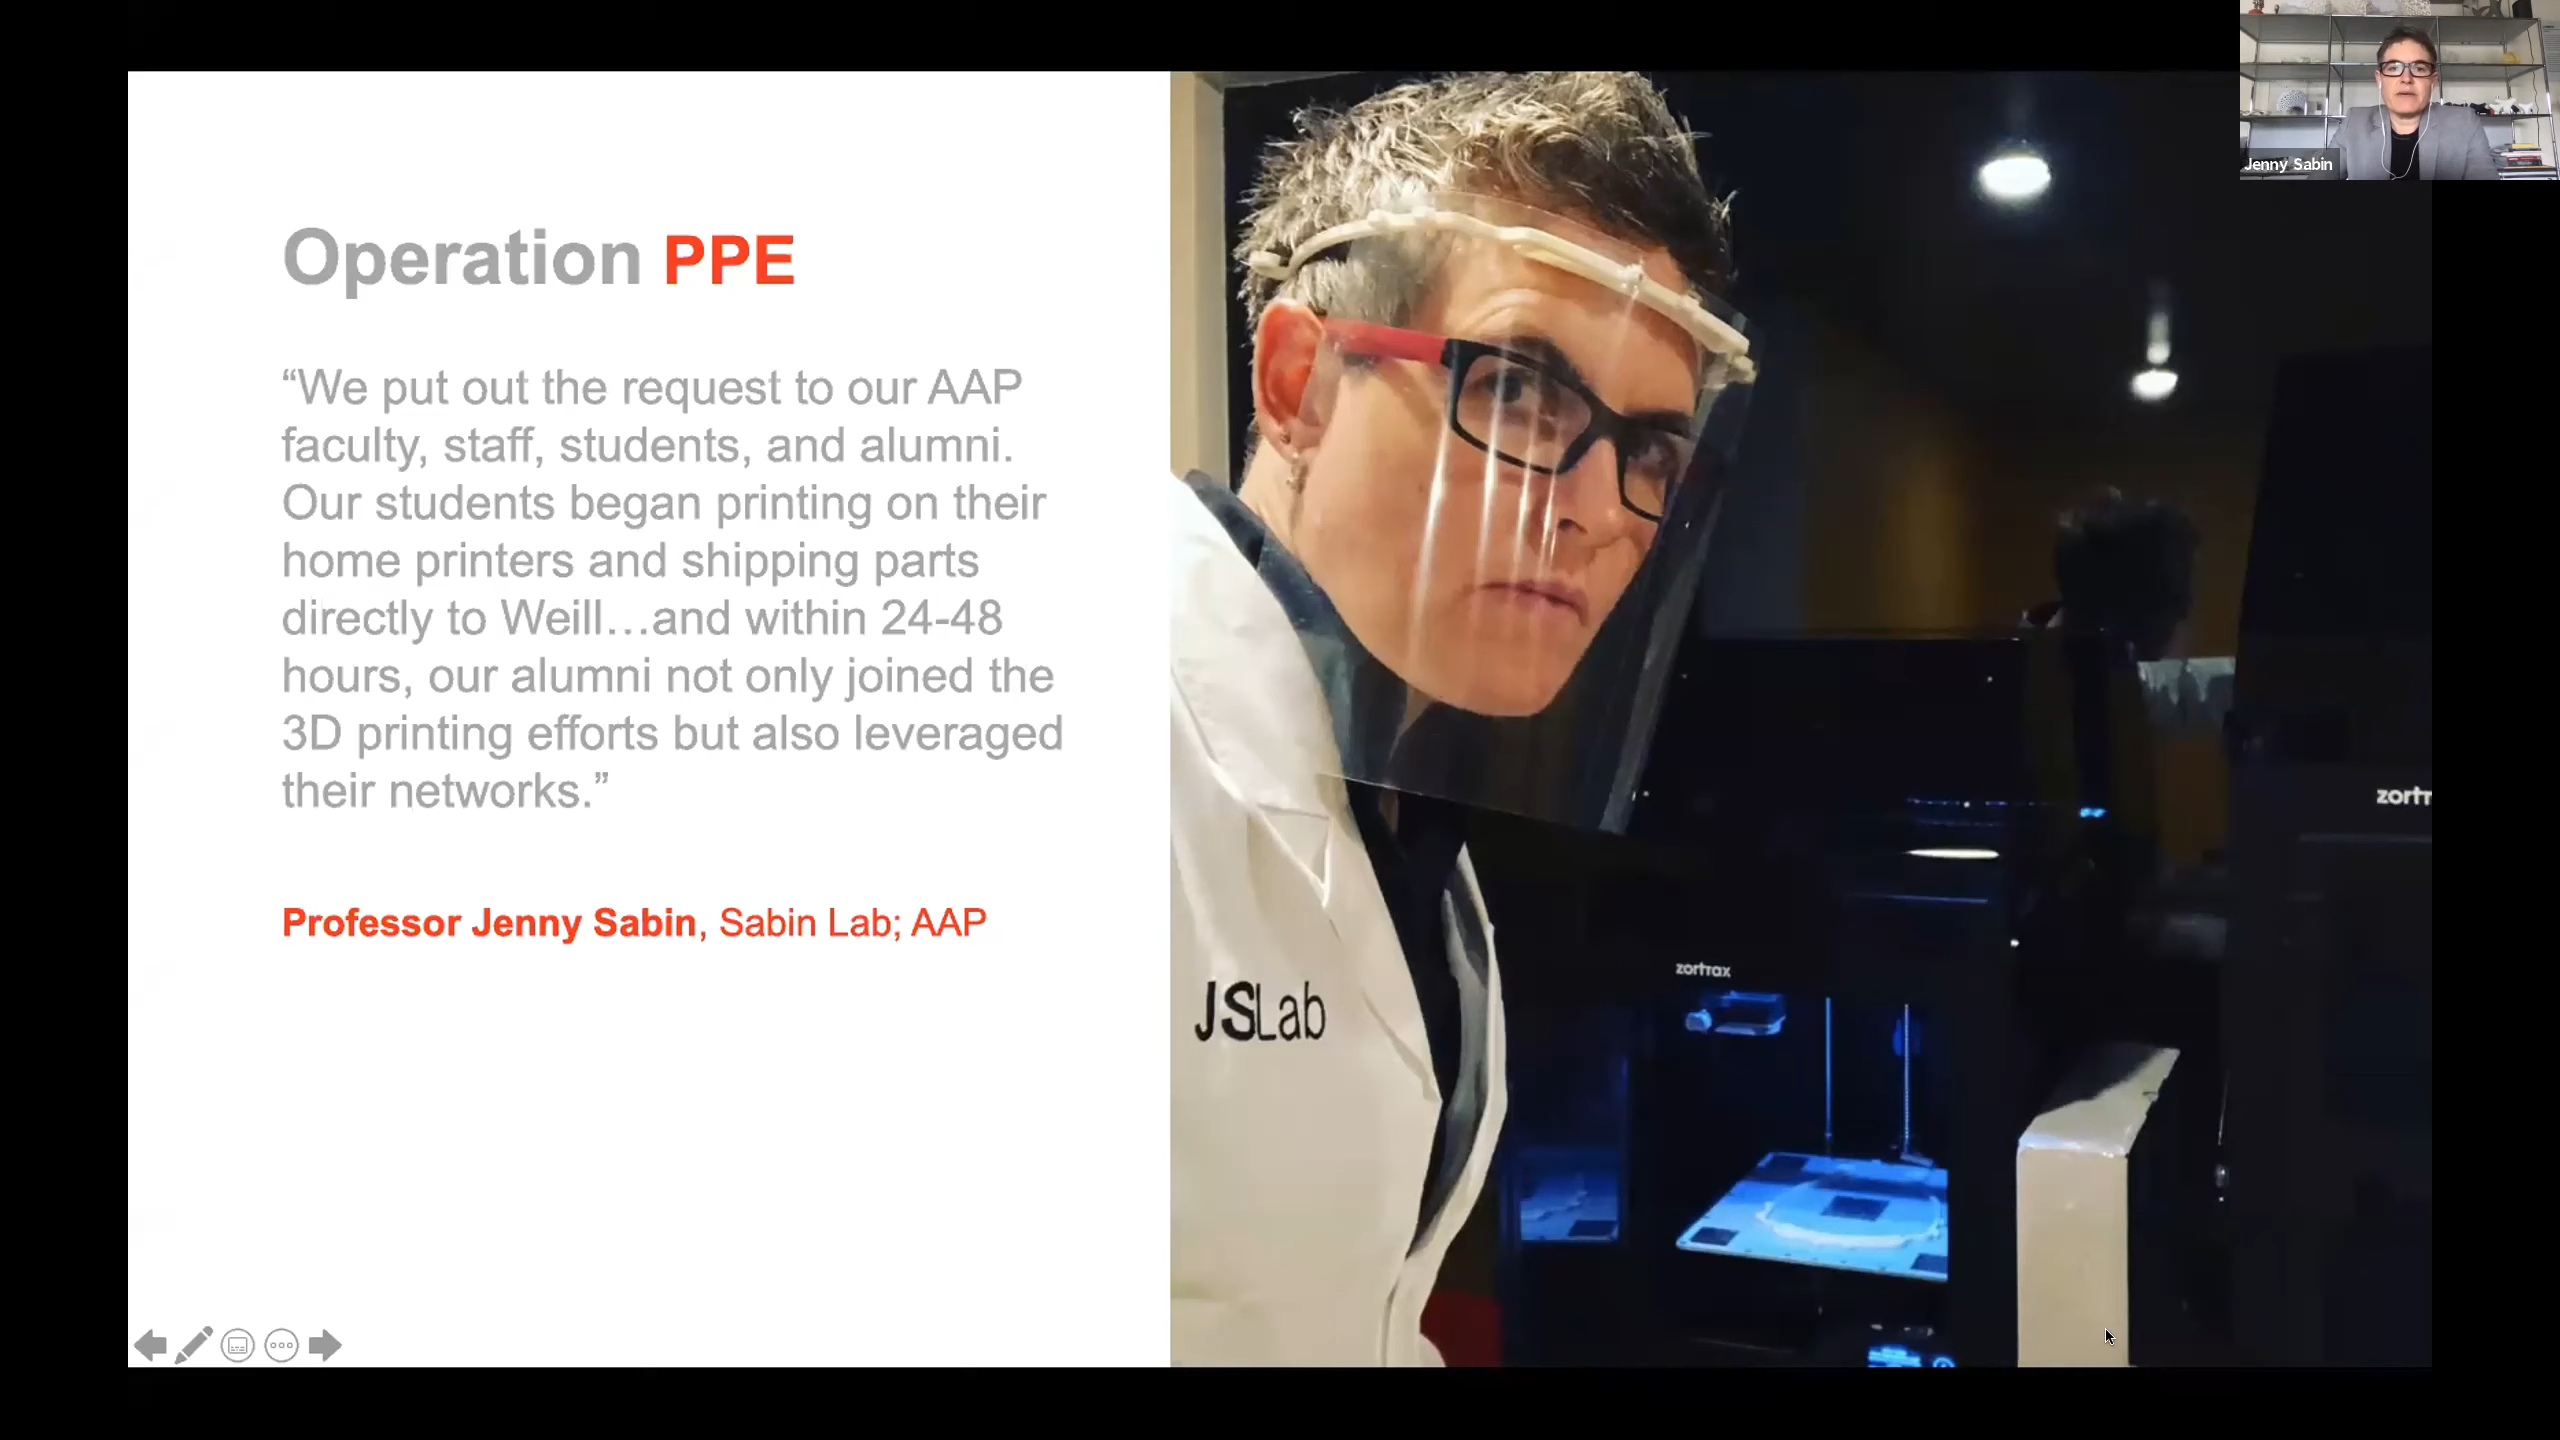 Jenny Sabin
Operation PPE
“We put out the request to our AAP
faculty, staff, students, and alumni.
Our students began printing on their
home printers and shipping parts
directly to Weill…and within 24-48
hours, our alumni not only joined the
3D printing efforts but also leveraged
their networks.”
Professor Jenny Sabin, Sabin Lab; AAP
JSLab
zortrax
zortr